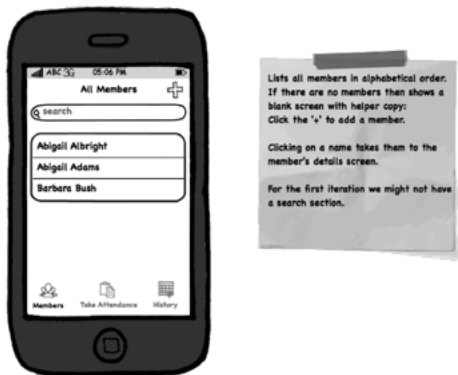 ABC 3G 05:06 PM
All Members
search
Abigail Albright
Abigail Adams
Barbara Bush
Members Take Attendance History
Lists all members in alphabetical order.
If there are no members then shows a
blank screen with helper copy:
Click the '+' to add a member.
Clicking on a name takes them to the
member's details screen.
For the first iteration we might not have
a search section.